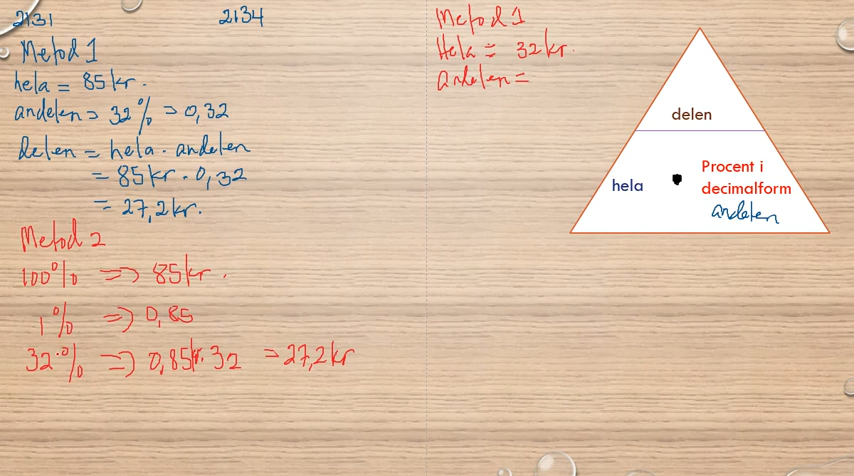 2131
2134
Metod 1
hela = 85 kr.
andelen = 32% => 0,32
delen = hela · andelen
= 85 kr · 0,32
= 27,2 kr.
Metod 2
100% => 85 kr.
1% => 0,85
32% => 0,85 kr. 32 => 27,2 kr
Metod 1
Hela = 32 kr.
andelen =
delen
hela
Procent i
decimalform
andelen